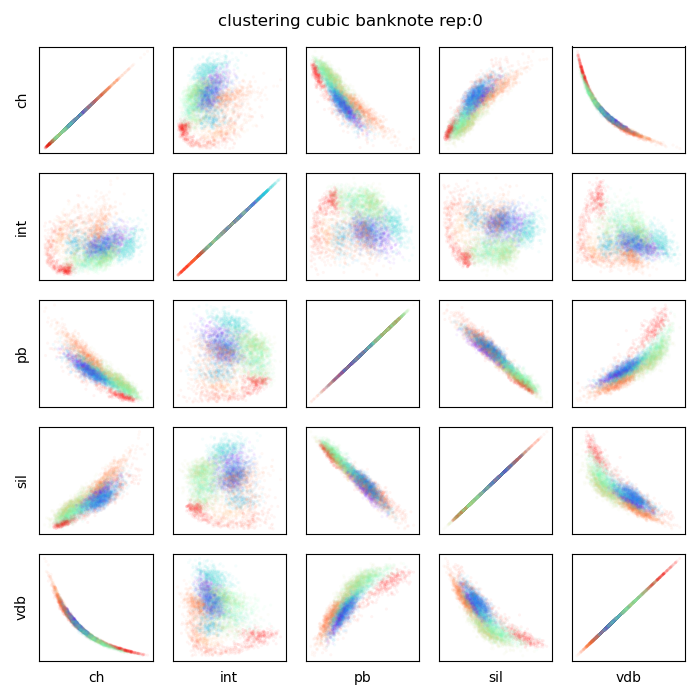 clustering cubic banknote rep:0
ch
int
pb
sil
vdb
ch
int
pb
sil
vdb